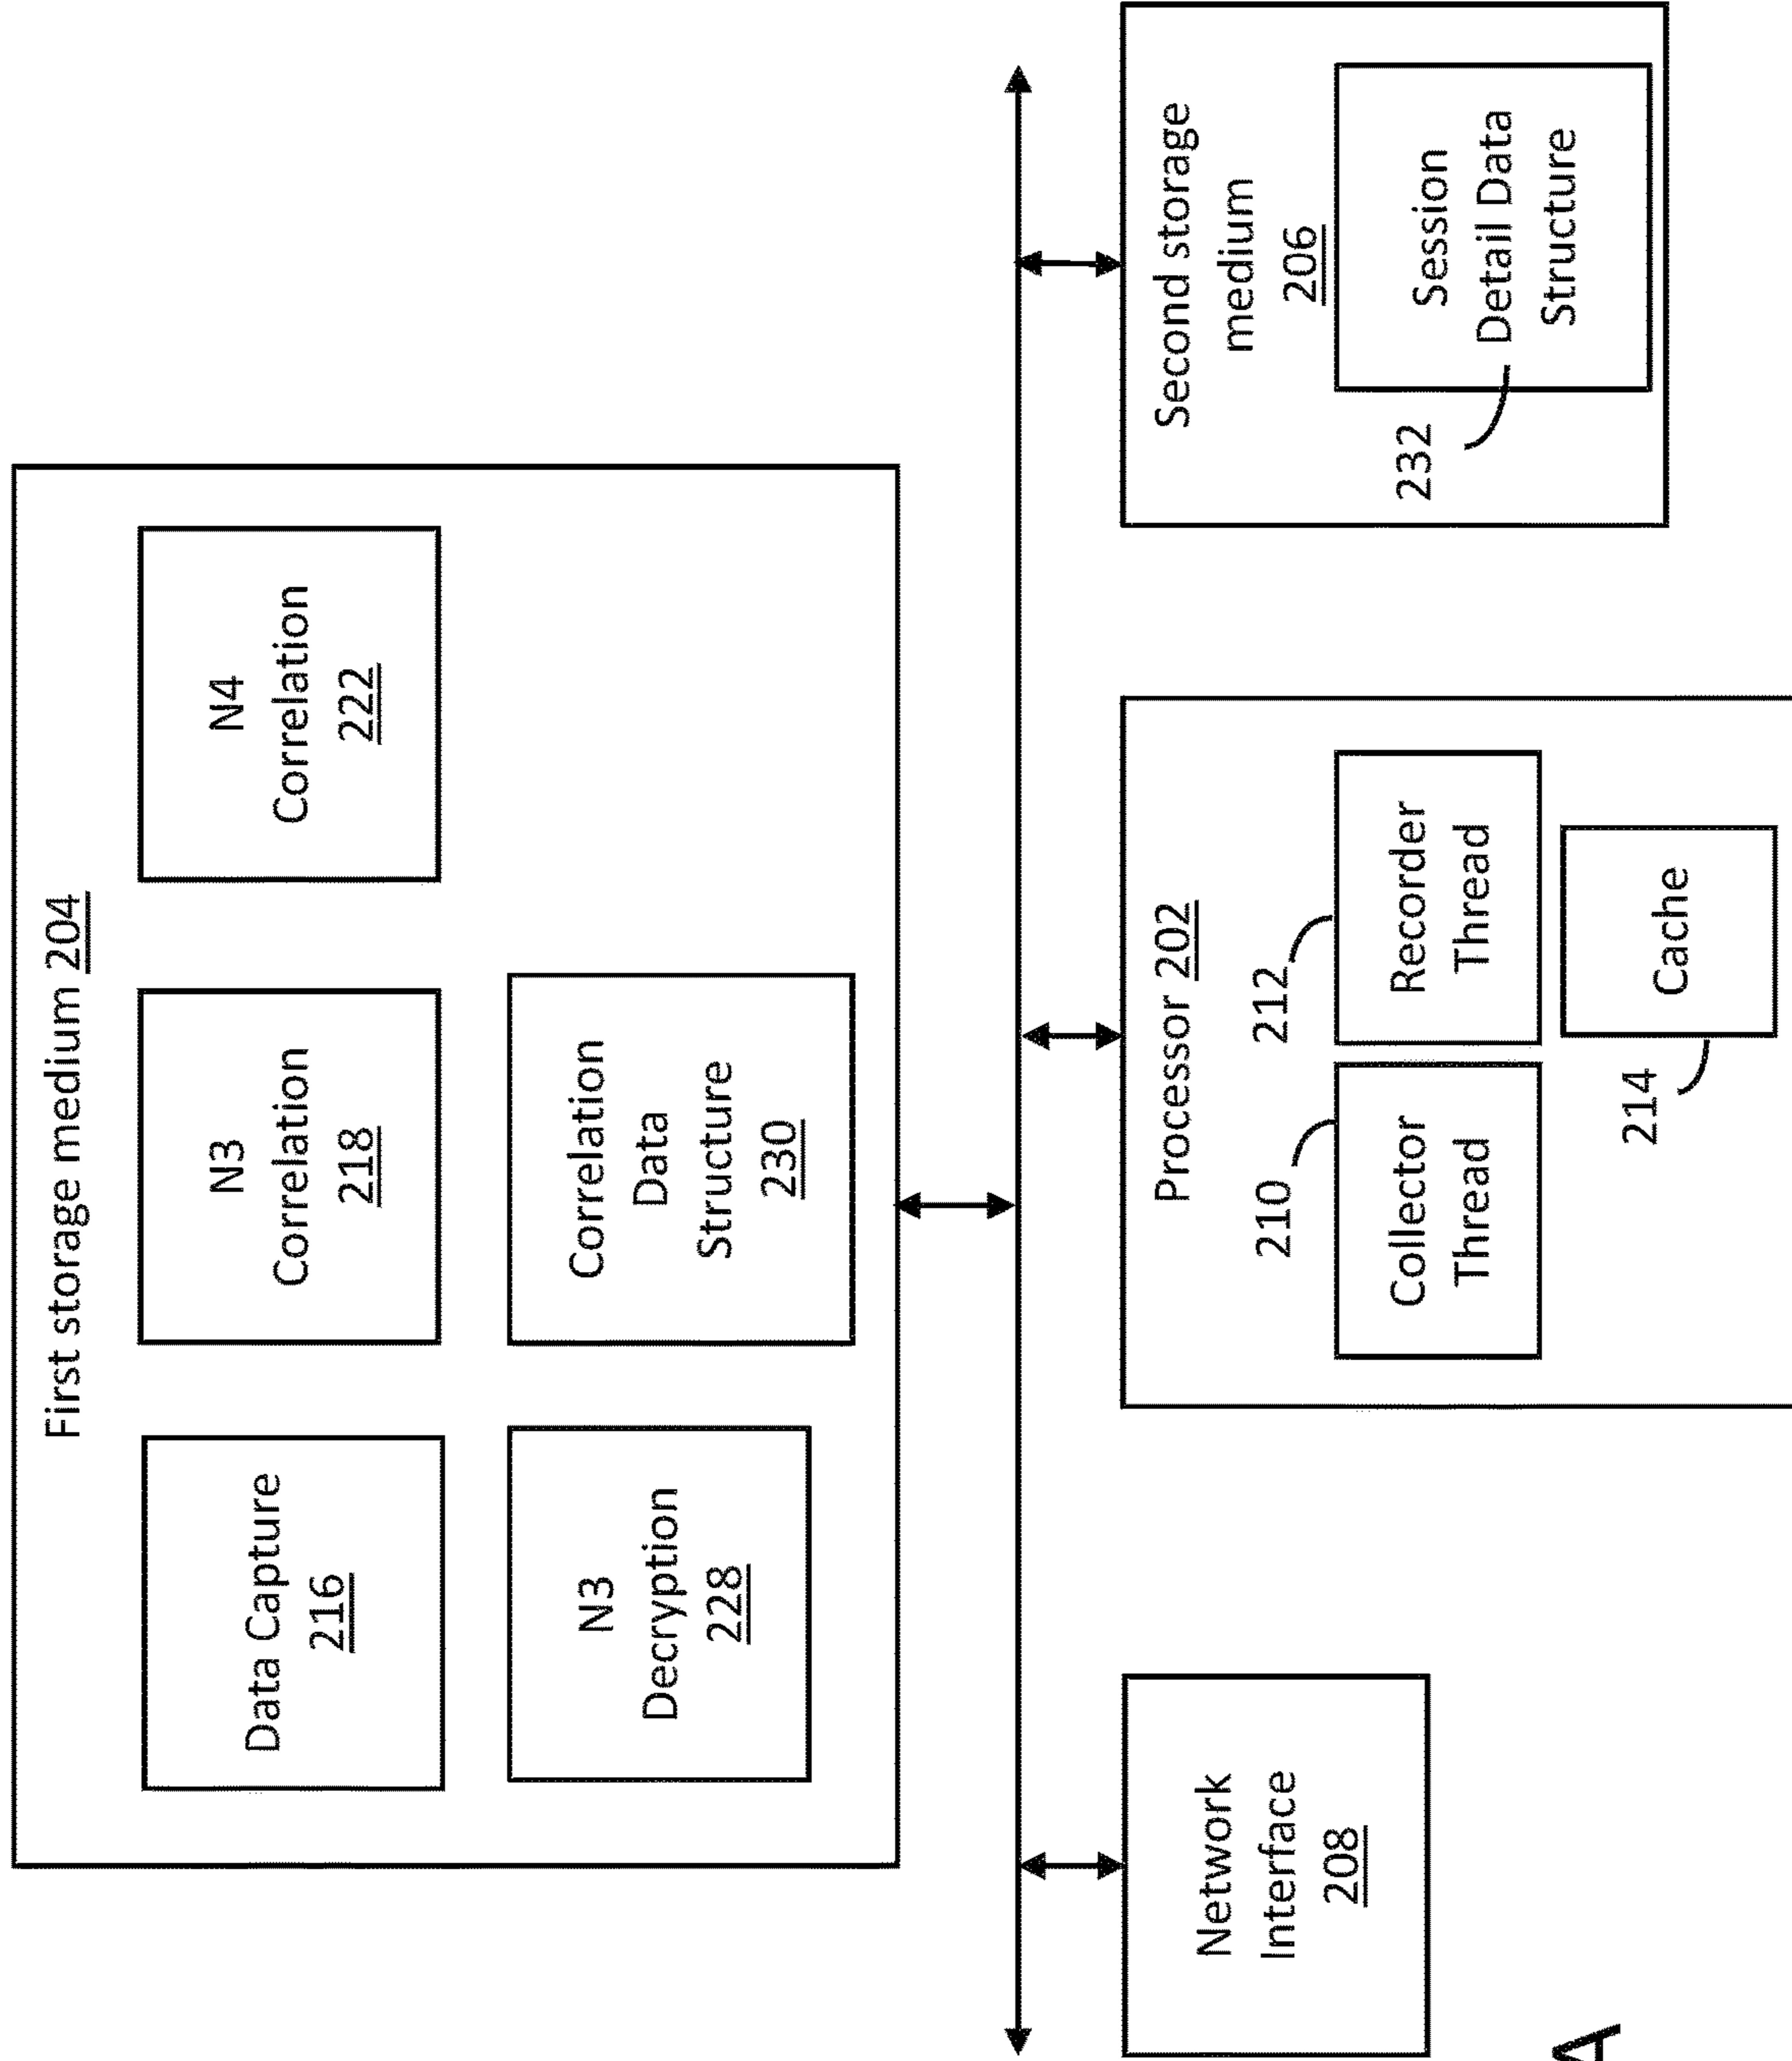 First storage medium 204
Data Capture
216
N3
Correlation
218
N4
Correlation
222
N3
Decryption
228
Correlation
Data
Structure
230
Network
Interface
208
Processor 202
210
212
Collector
Thread
Recorder
Thread
214
Cache
Second storage
medium
206
232
Session
Detail Data
Structure
A